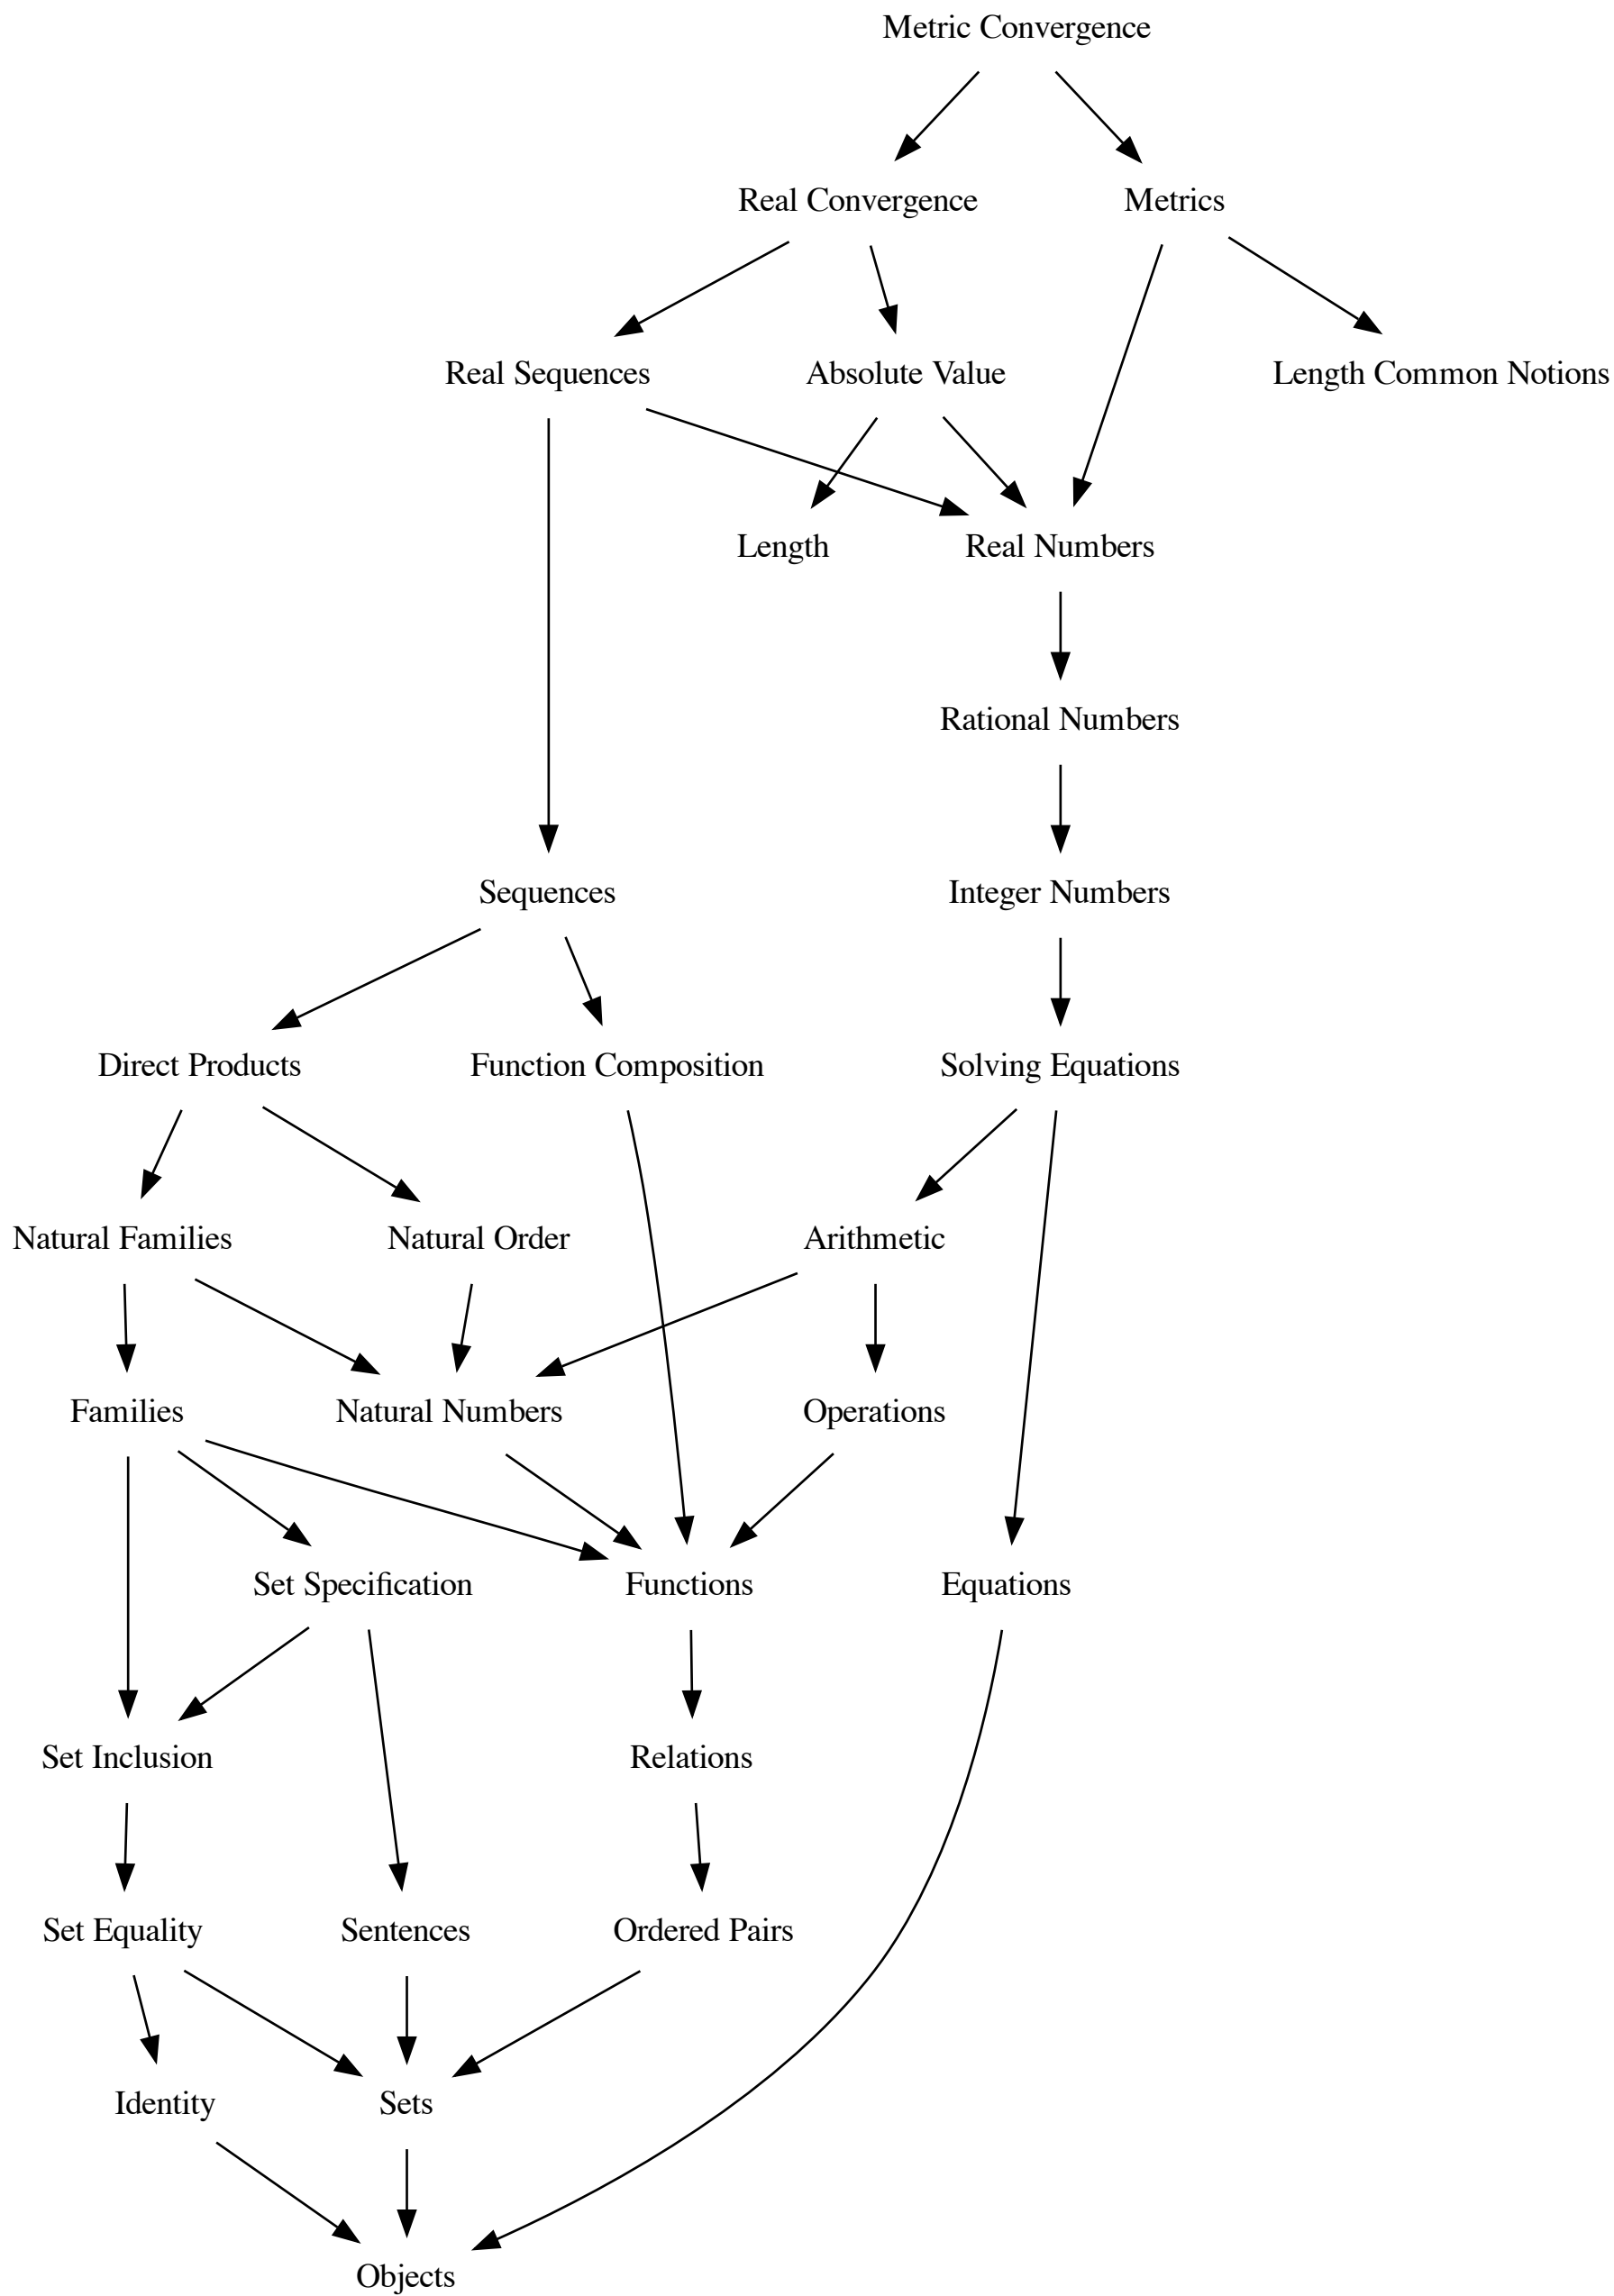 Metric Convergence
Real Convergence
Metrics
Real Sequences
Absolute Value
Length Common Notions
Length
Real Numbers
Rational Numbers
Sequences
Integer Numbers
Direct Products
Function Composition
Solving Equations
Natural Families
Natural Order
Arithmetic
Families
Natural Numbers
Operations
Set Specification
Functions
Equations
Set Inclusion
Relations
Set Equality
Sentences
Ordered Pairs
Identity
Sets
Objects